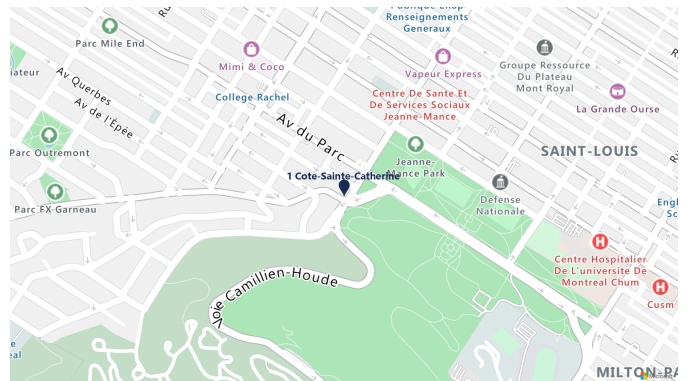 Renseignements
Generaux
Parc Mile End
Mimi & Coco
Vapeur Express
Groupe Ressource
Du Plateau
Mont Royal
Av Querbes
College Rachel
Centre De Sante Et
De Services Sociaux
Jeanne-Mance
La Grande Ourse
Av de l'Épée
Av du Parc
Parc Outremont
SAINT-LOUIS
Jeanne-
Mance Park
1 Cote-Sainte-Catherine
Parc FX-Garneau
Defense
Nationale
Centre Hospitalier
De L'universite De
Montreal Chum
Voie Camillien-Houde
Cusm